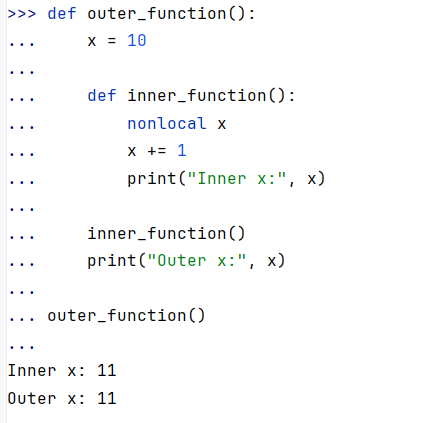 >>> def outer_function():
...     x = 10
...
...     def inner_function():
...         nonlocal x
...         x += 1
...         print("Inner x:", x)
...
...     inner_function()
...     print("Outer x:", x)
...
... outer_function()
...
Inner x: 11
Outer x: 11